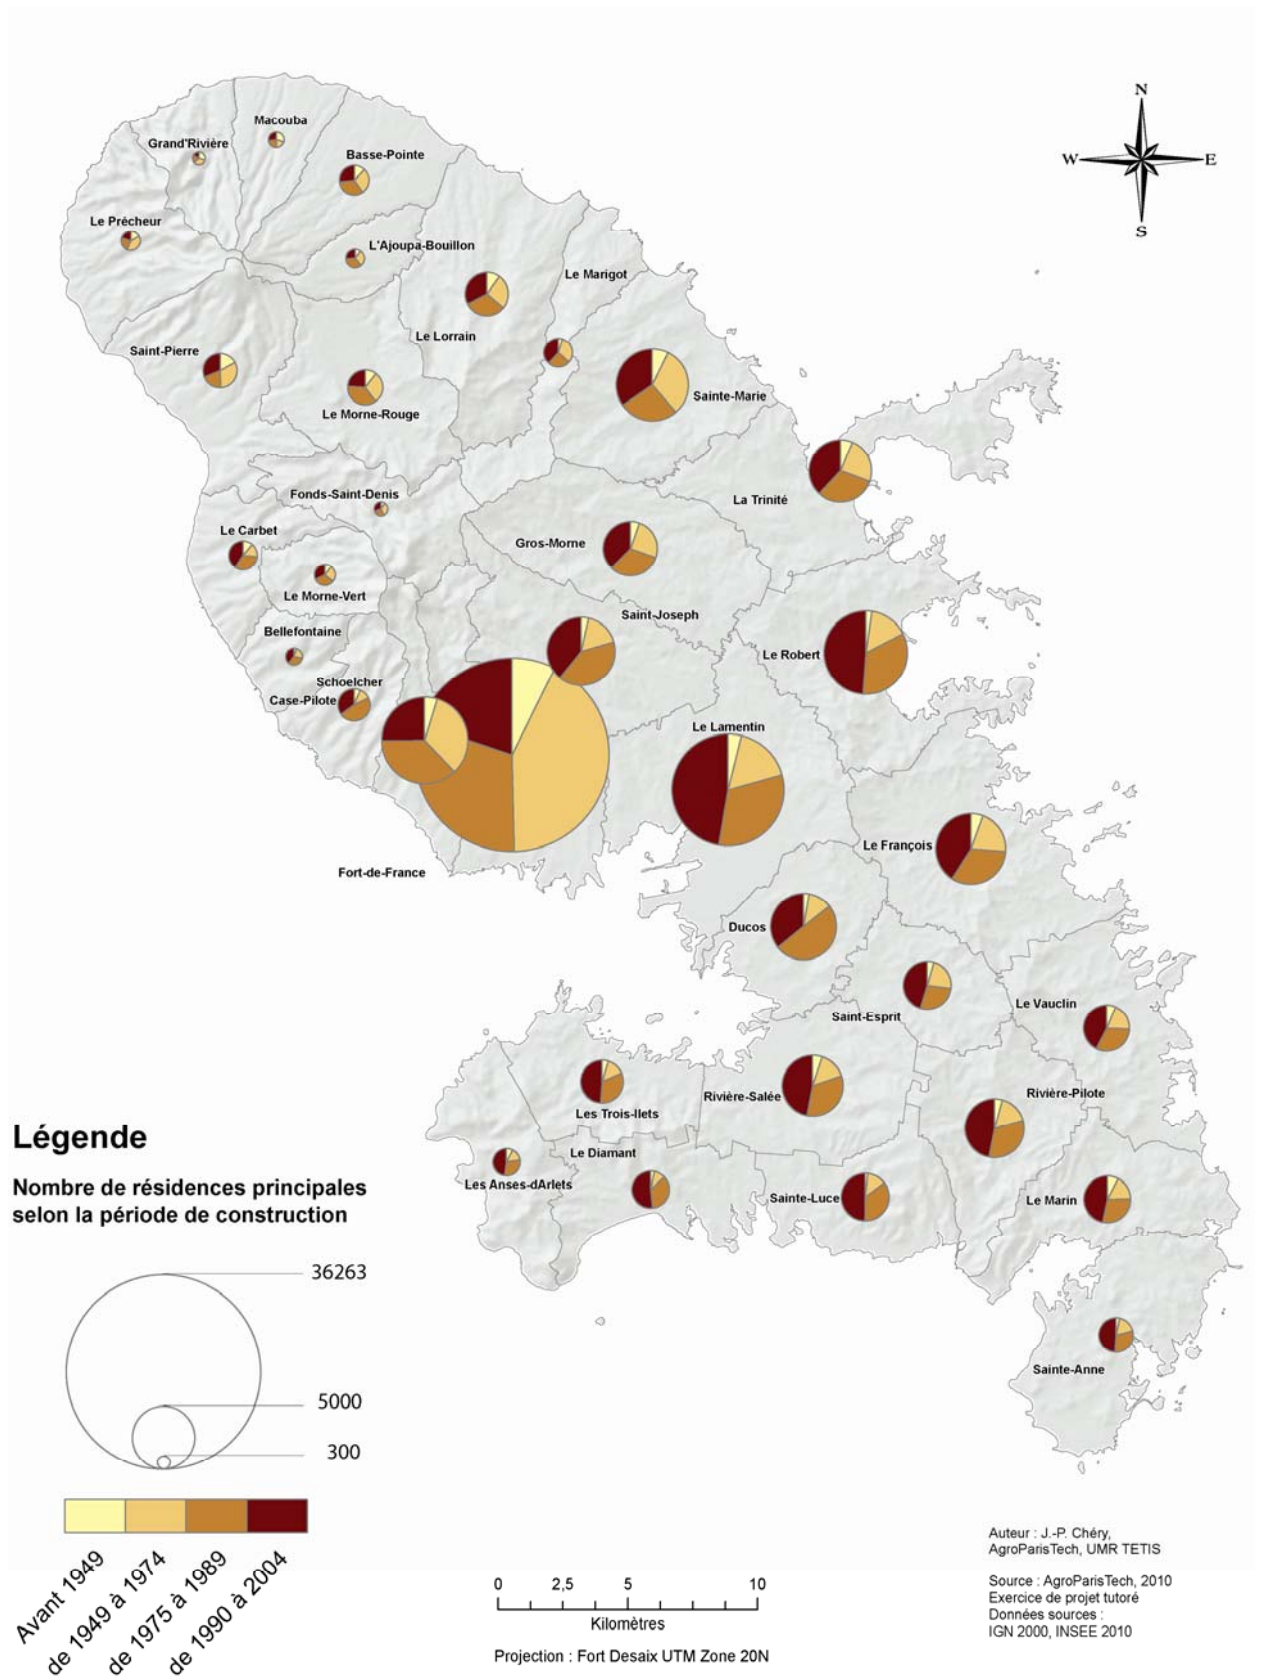 N
W
E
S
Macouba
Grand'Rivière
Basse-Pointe
Le Prêcheur
L'Ajoupa-Bouillon
Le Marigot
Le Lorrain
Saint-Pierre
Le Morne-Rouge
Sainte-Marie
La Trinité
Fonds-Saint-Denis
Le Carbet
Gros-Morne
Le Morne-Vert
Saint-Joseph
Bellefontaine
Le Robert
Schoelcher
Case-Pilote
Le Lamentin
Le François
Fort-de-France
Ducos
Le Vauclin
Saint-Esprit
Rivière-Pilote
Rivière-Salée
Les Trois-Ilets
Le Diamant
Les Anses-dArlets
Sainte-Luce
Le Marin
Sainte-Anne
Légende
Nombre de résidences principales
selon la période de construction
36263
5000
300
Avant 1949
de 1949 à 1974
de 1975 à 1989
de 1990 à 2004
0 2,5 5 10
Kilomètres
Projection : Fort Desaix UTM Zone 20N
Auteur : J.-P. Chéry,
AgroParisTech, UMR TETIS
Source : AgroParisTech, 2010
Exercice de projet tutoré
Données sources :
IGN 2000, INSEE 2010